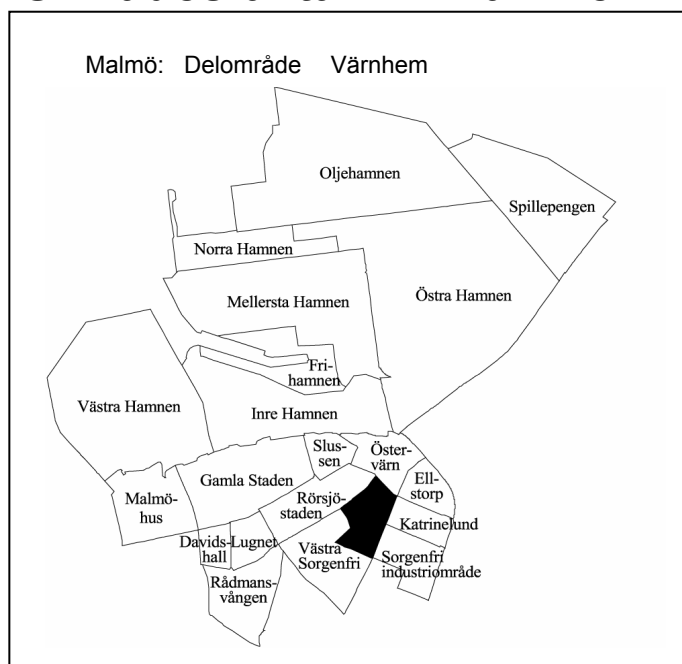 Malmö: Delområde Värnhem
Oljehamnen
Spillepengen
Norra Hamnen
Östra Hamnen
Mellersta Hamnen
Fri-
hamnen
Västra Hamnen
Inre Hamnen
Slus-
sen
Öster-
värn
Ell-
storp
Gamla Staden
Malmö-
hus
Rörsjö-
staden
Katrinelund
Davids-
hall
Lugnet
Västra
Sorgenfri
Sorgenfri
industriområde
Rådmans-
vången